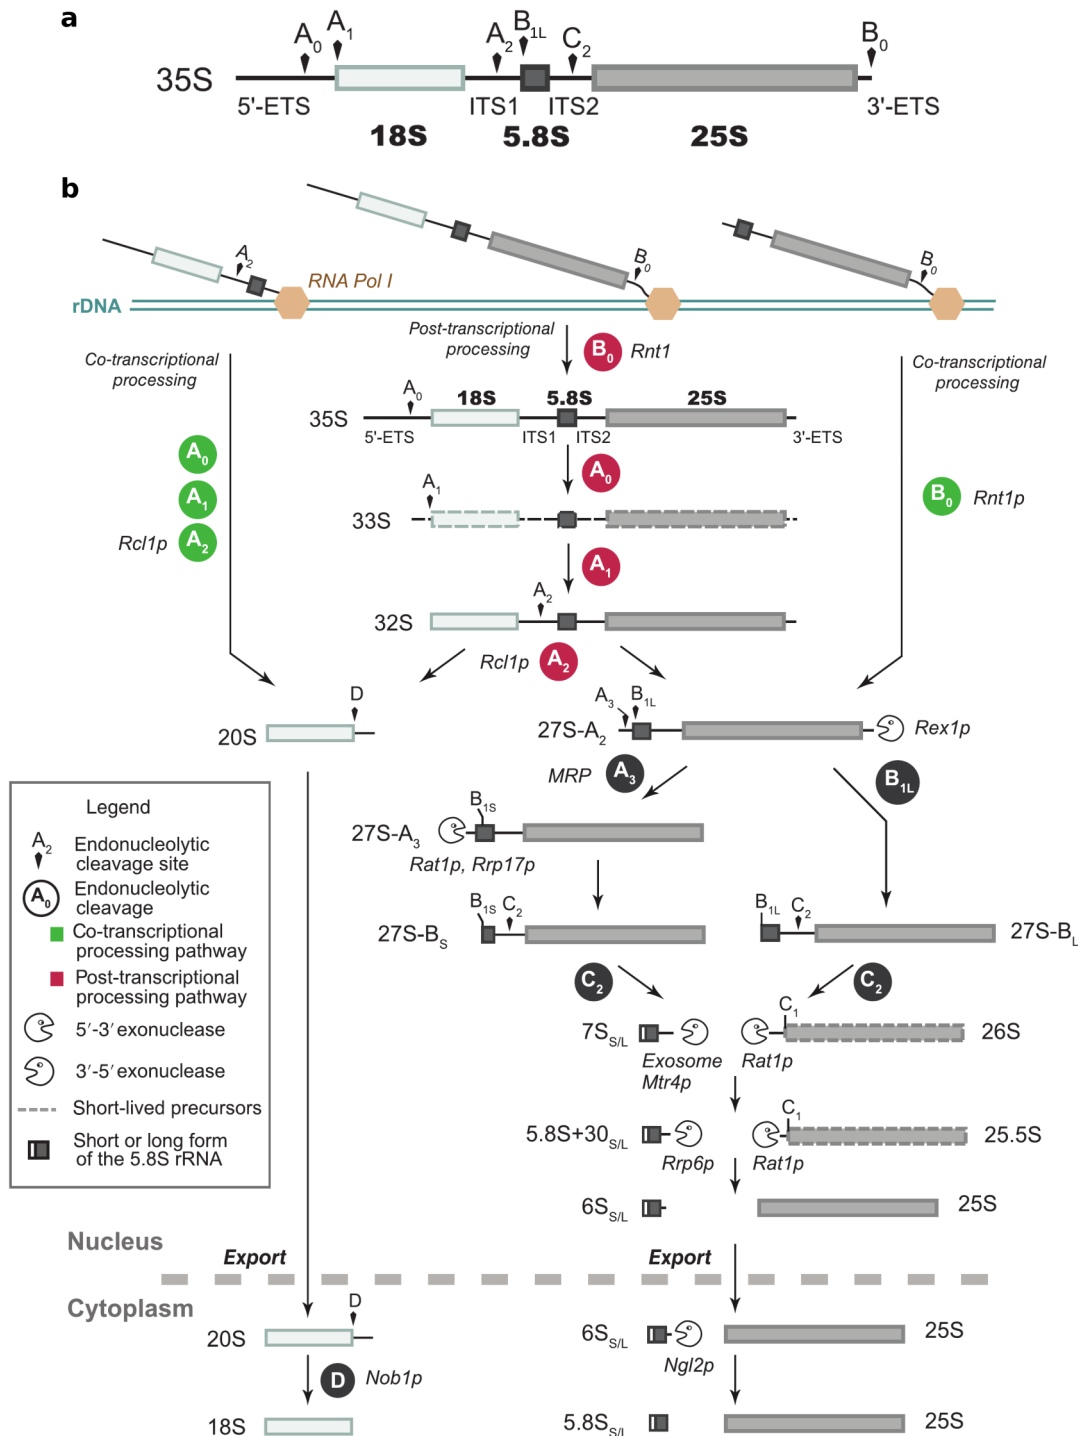 a
A0 A1 A2 B1L C2 B0
35S
5'-ETS ITS1 ITS2 3'-ETS
18S 5.8S 25S
b
A2 B0 B0
RNA Pol I
rDNA
Co-transcriptional
processing
Post-transcriptional
processing
B0 Rnt1
Co-transcriptional
processing
A0 18S 5.8S 25S
35S
5'-ETS ITS1 ITS2 3'-ETS
A0
A0
A1
33S
A1
Rcl1p A2
B0 Rnt1p
A1
A2
32S
Rcl1p A2
D
20S
A3 B1L
27S-A2 Rex1p
MRP A3
B1L
B1S
27S-A3
Rat1p, Rrp17p
B1S C2
27S-BS
B1L C2
27S-BL
C2 C2
C1
7SS/L 26S
Exosome
Mtr4p
Rat1p
C1
5.8S+30S/L 25.5S
Rrp6p Rat1p
6SS/L 25S
Legend
A2 Endonucleolytic
cleavage site
A0 Endonucleolytic
cleavage
Co-transcriptional
processing pathway
Post-transcriptional
processing pathway
5′-3′ exonuclease
3′-5′ exonuclease
Short-lived precursors
Short or long form
of the 5.8S rRNA
Nucleus
Export Export
Cytoplasm
D
20S
6SS/L 25S
Ngl2p
D Nob1p
18S
5.8SS/L 25S